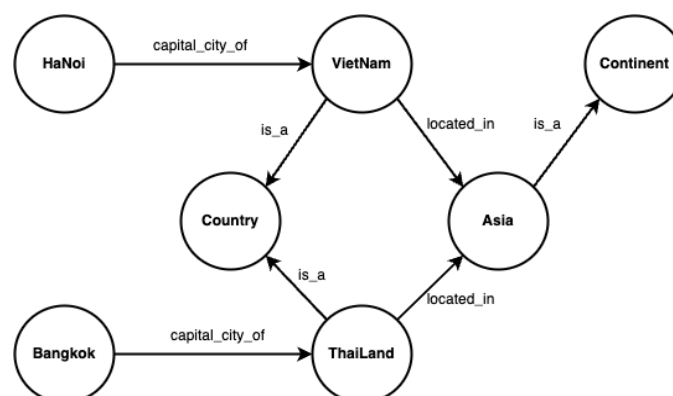 capital_city_of
HaNoi
VietNam
Continent
is_a
located_in
is_a
Country
Asia
is_a
located_in
capital_city_of
Bangkok
ThaiLand